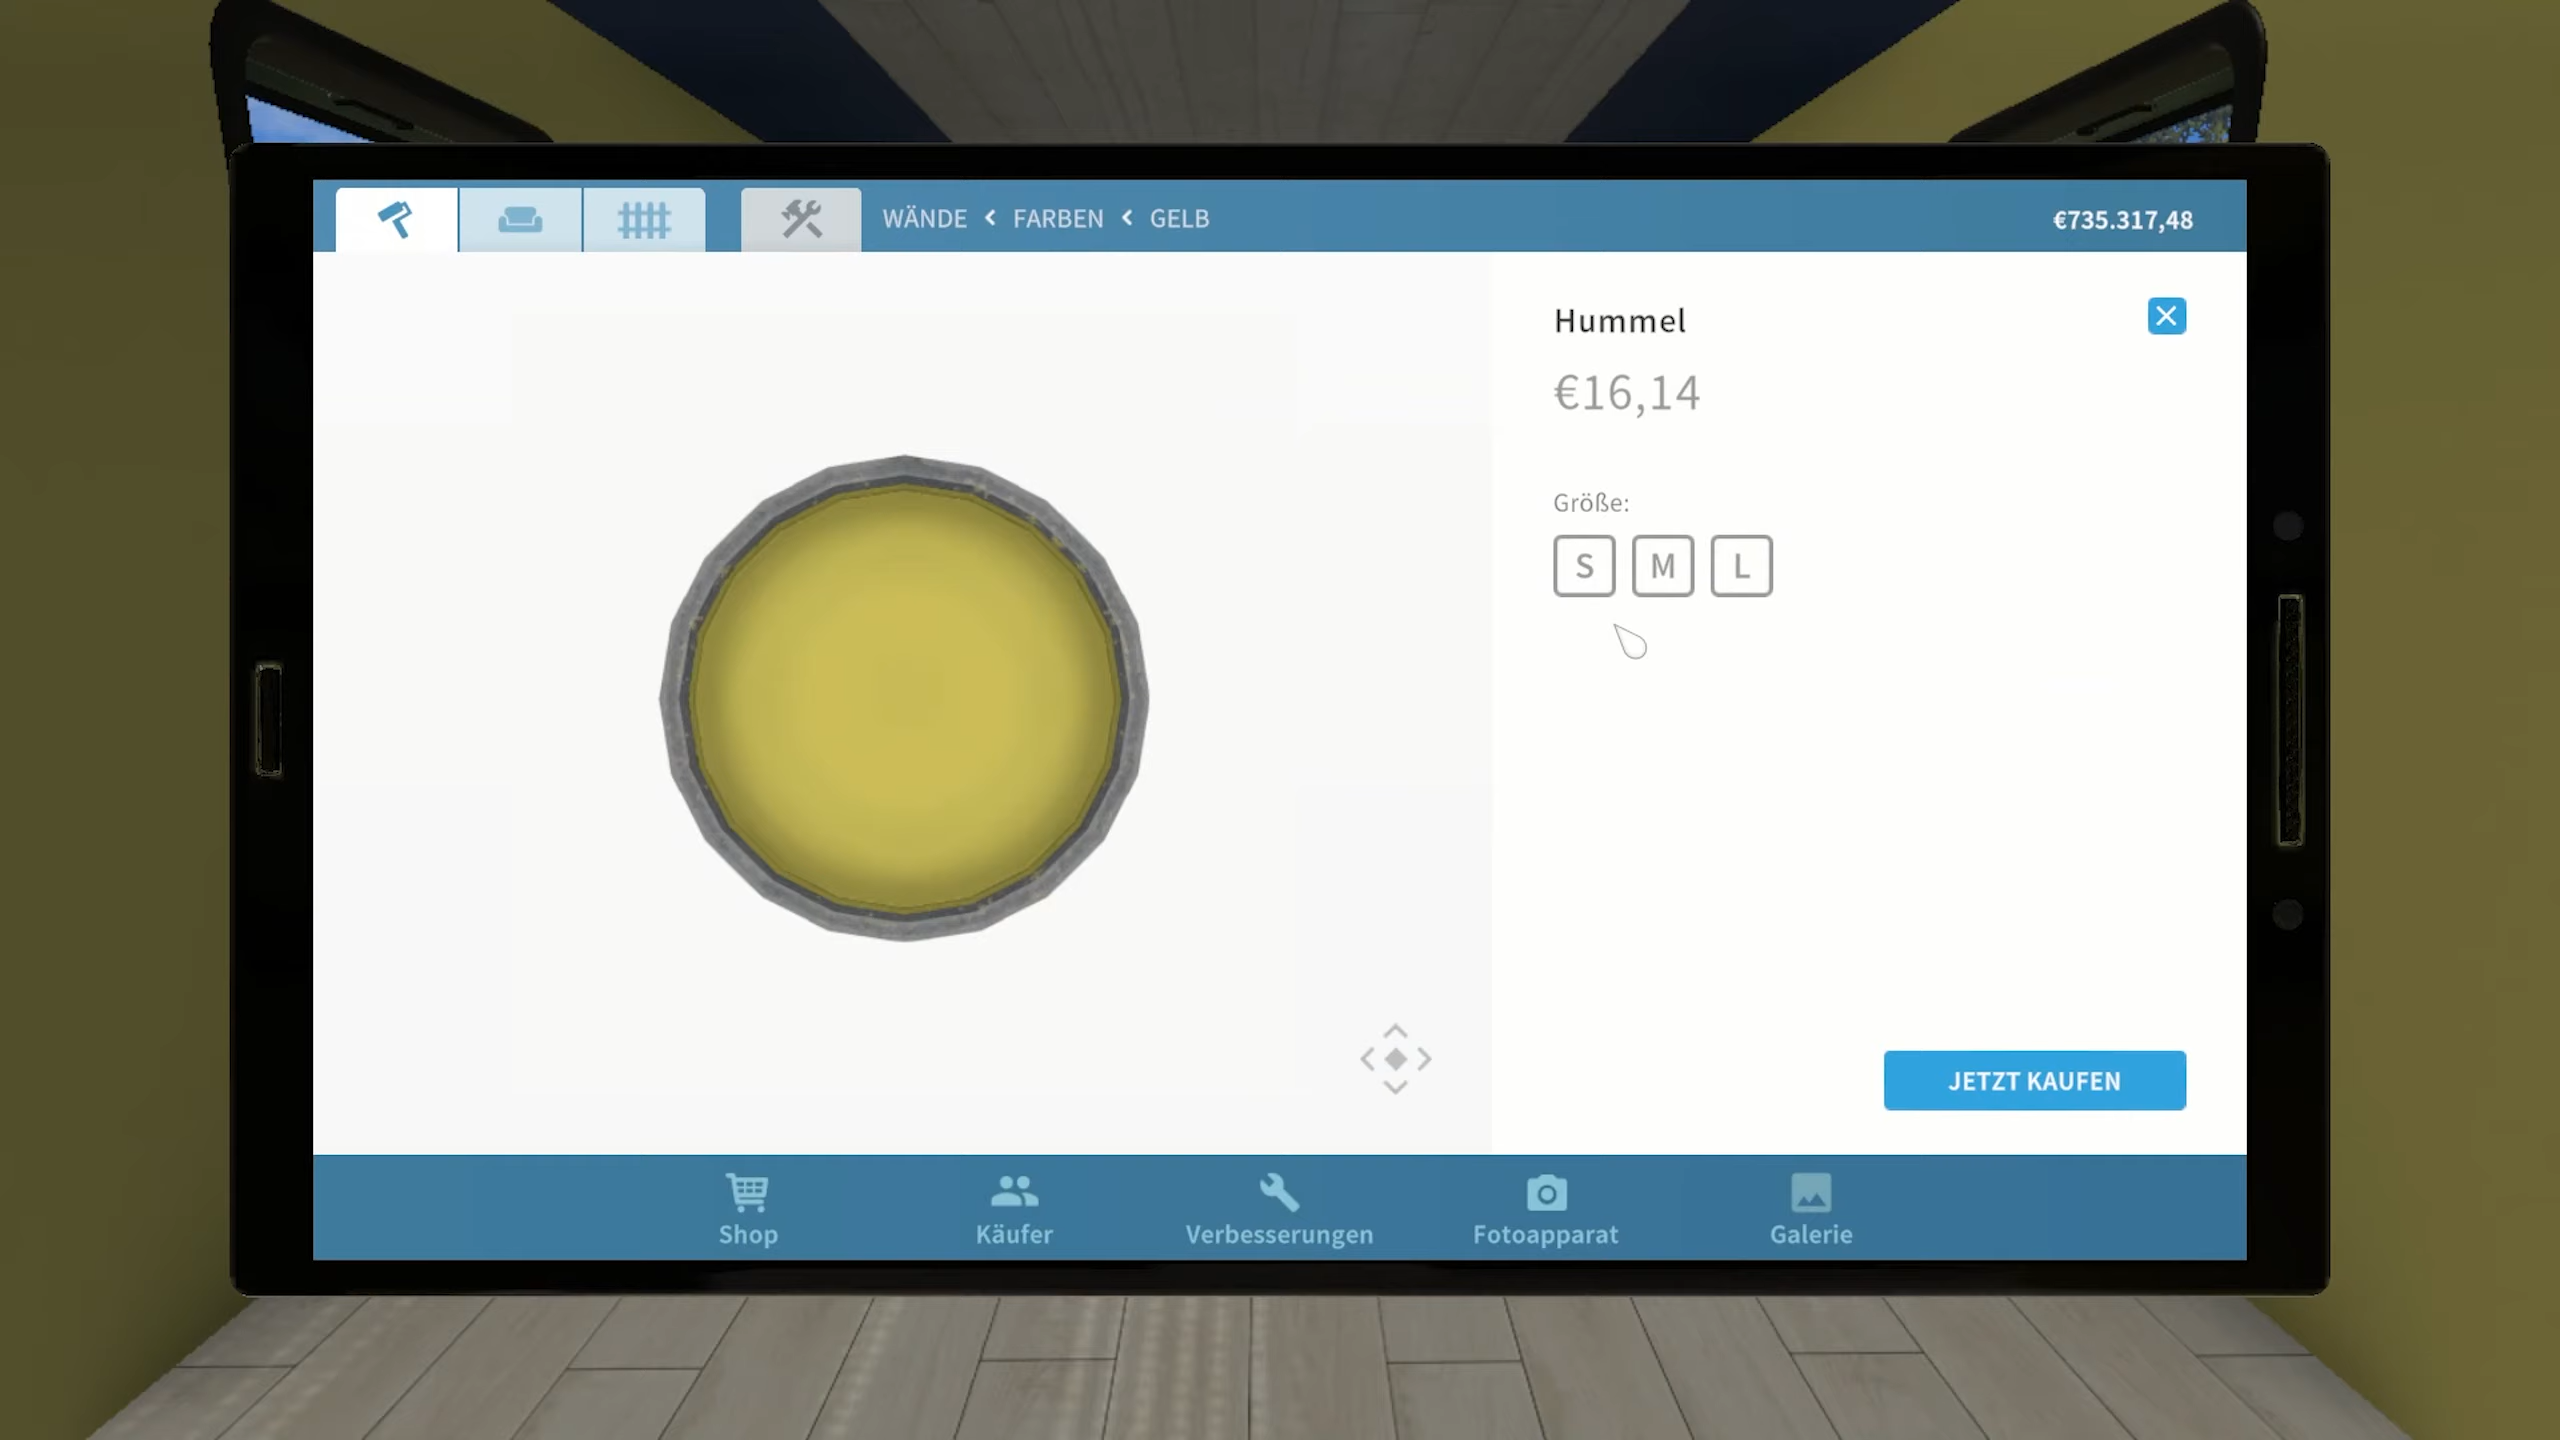 WÄNDE < FARBEN < GELB
€735.317,48
Hummel
€16,14
Größe:
S M L
JETZT KAUFEN
Shop
Käufer
Verbesserungen
Fotoapparat
Galerie